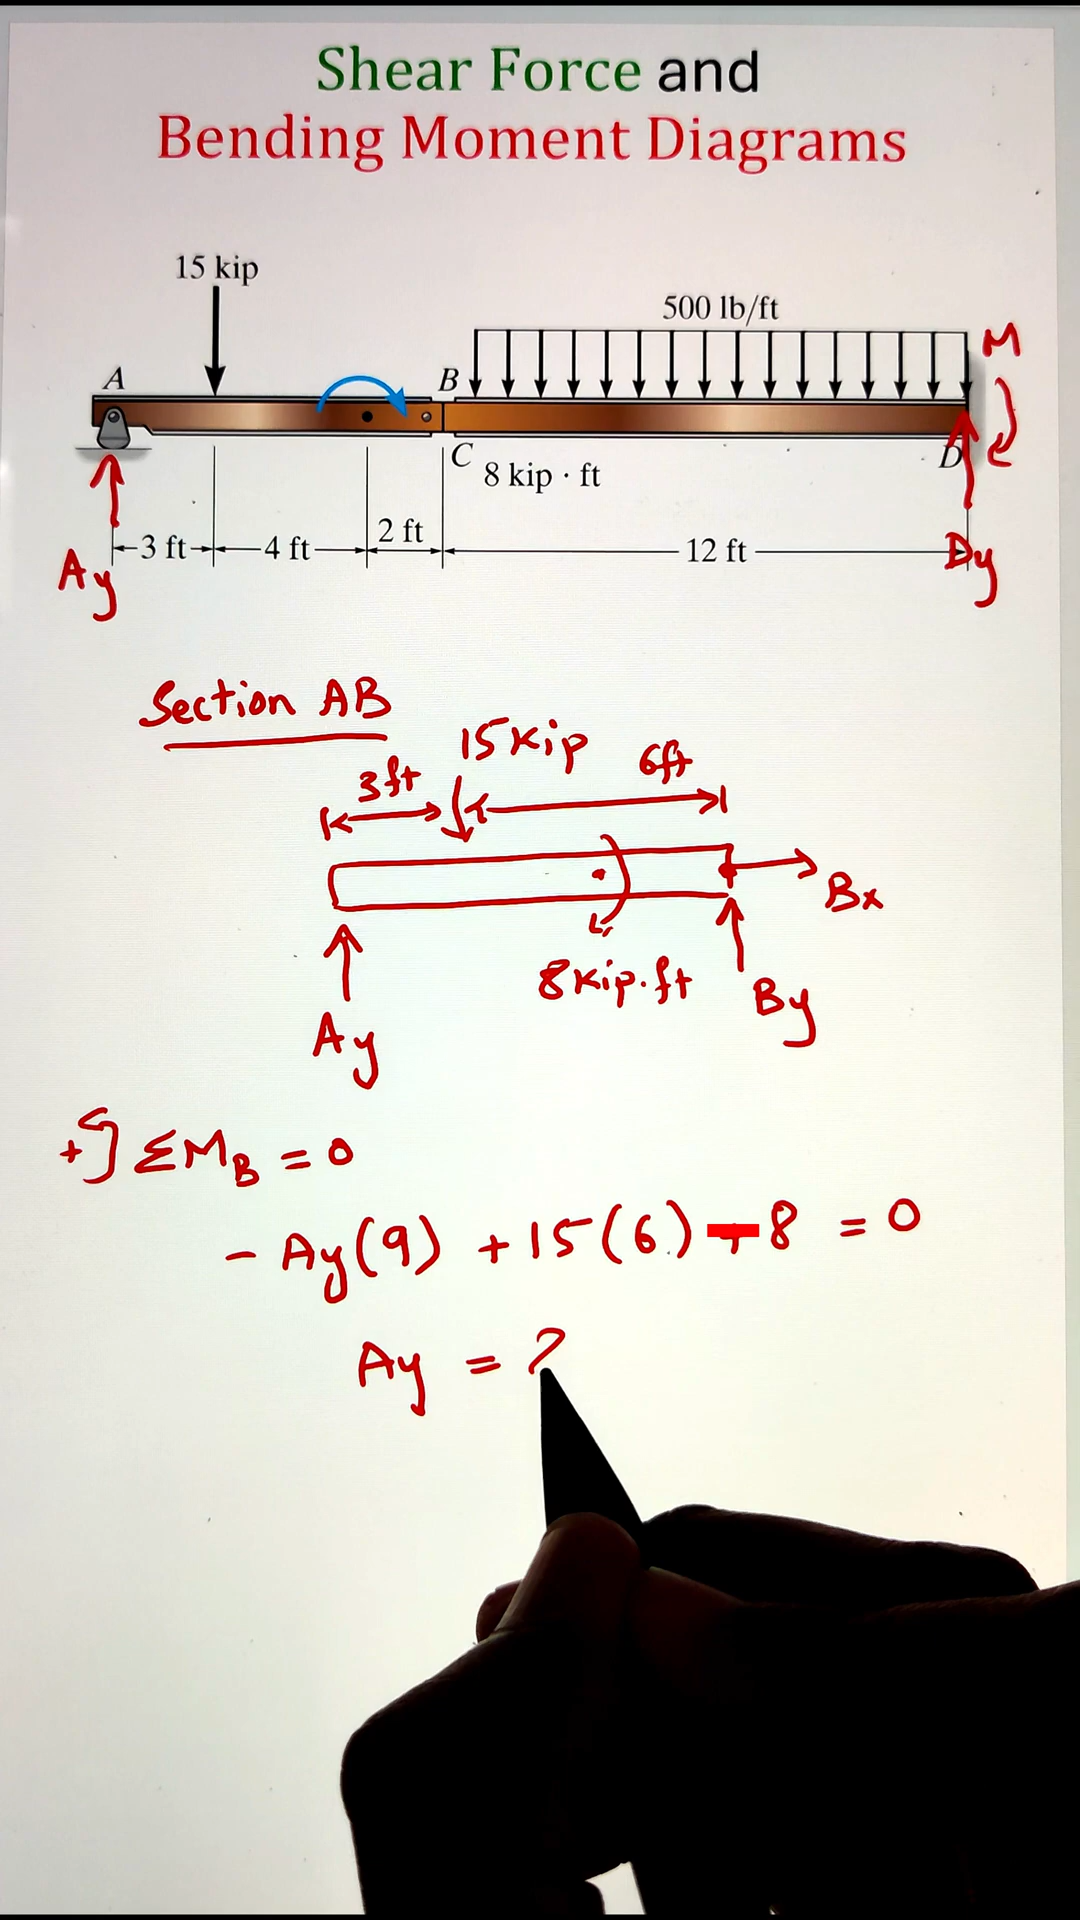 Shear Force and
Bending Moment Diagrams
15 kip
500 lb/ft
M
A
B
C
8 kip · ft
D
3 ft
4 ft
2 ft
12 ft
Ay
Dy
Section AB
15 kip
3ft
6ft
Bx
8 kip.ft
By
Ay
+ ΣM_B = 0
- Ay(9) + 15(6) - 8 = 0
Ay = ?